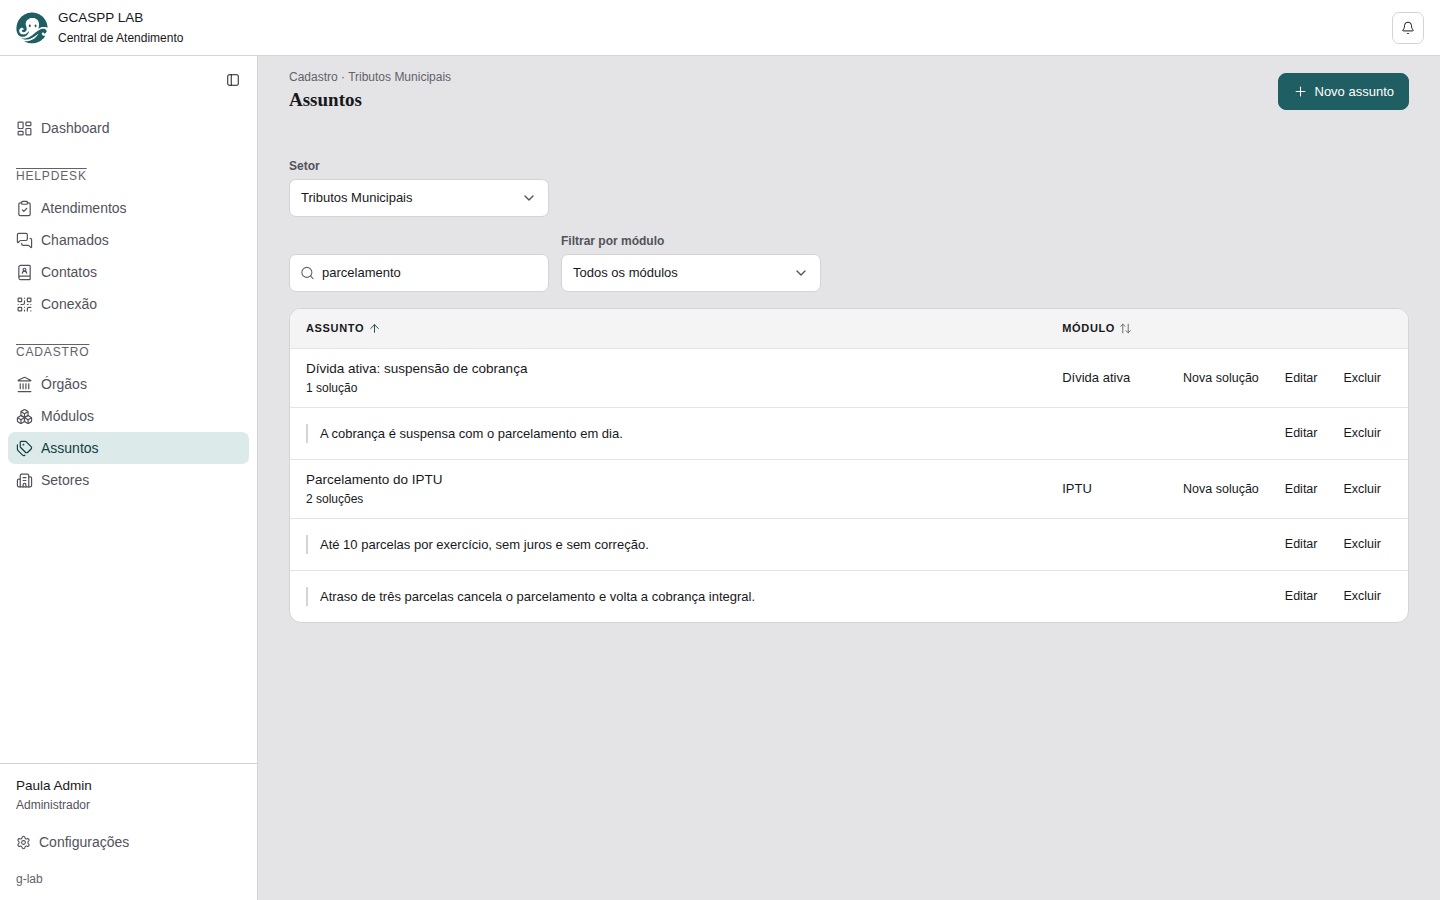 GCASPP LAB
Central de Atendimento
Dashboard
HELPDESK
Atendimentos
Chamados
Contatos
Conexão
CADASTRO
Órgãos
Módulos
Assuntos
Setores
Paula Admin
Administrador
Configurações
g-lab
Cadastro · Tributos Municipais
Assuntos
Novo assunto
Setor
Tributos Municipais
Filtrar por módulo
parcelamento
Todos os módulos
ASSUNTO MÓDULO
Dívida ativa: suspensão de cobrança
1 solução
Dívida ativa Nova solução Editar Excluir
A cobrança é suspensa com o parcelamento em dia. Editar Excluir
Parcelamento do IPTU
2 soluções
IPTU Nova solução Editar Excluir
Até 10 parcelas por exercício, sem juros e sem correção. Editar Excluir
Atraso de três parcelas cancela o parcelamento e volta a cobrança integral. Editar Excluir